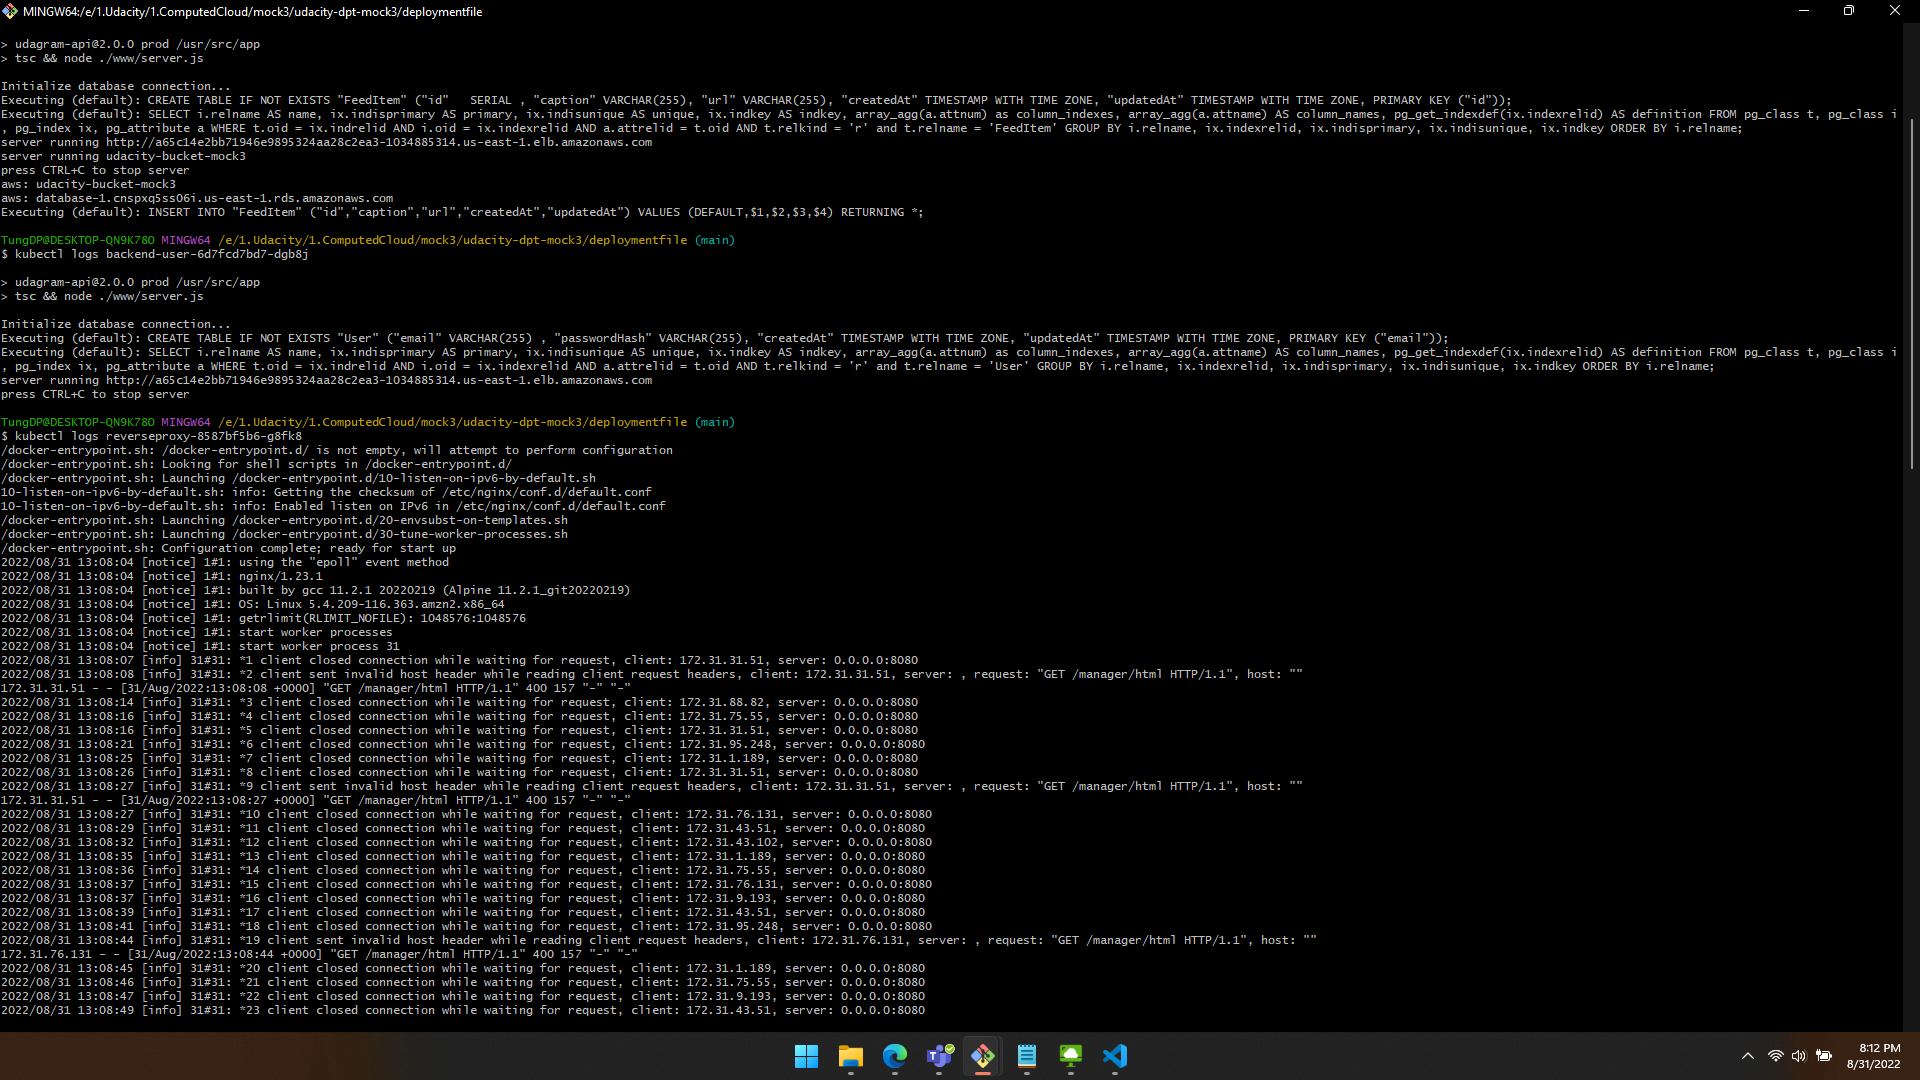 MINGW64:/e/1.Udacity/1.ComputedCloud/mock3/udacity-dpt-mock3/deploymentfile
> udagram-api@2.0.0 prod /usr/src/app
> tsc && node ./www/server.js
Initialize database connection...
Executing (default): CREATE TABLE IF NOT EXISTS "FeedItem" ("id"   SERIAL , "caption" VARCHAR(255), "url" VARCHAR(255), "createdAt" TIMESTAMP WITH TIME ZONE, "updatedAt" TIMESTAMP WITH TIME ZONE, PRIMARY KEY ("id"));
Executing (default): SELECT i.relname AS name, ix.indisprimary AS primary, ix.indisunique AS unique, ix.indkey AS indkey, array_agg(a.attnum) as column_indexes, array_agg(a.attname) AS column_names, pg_get_indexdef(ix.indexrelid) AS definition FROM pg_class t, pg_class i
, pg_index ix, pg_attribute a WHERE t.oid = ix.indrelid AND i.oid = ix.indexrelid AND a.attrelid = t.oid AND t.relkind = 'r' and t.relname = 'FeedItem' GROUP BY i.relname, ix.indexrelid, ix.indisprimary, ix.indisunique, ix.indkey ORDER BY i.relname;
server running http://a65c14e2bb71946e9895324aa28c2ea3-1034885314.us-east-1.elb.amazonaws.com
server running udacity-bucket-mock3
press CTRL+C to stop server
aws: udacity-bucket-mock3
aws: database-1.cnspxq5ss06i.us-east-1.rds.amazonaws.com
Executing (default): INSERT INTO "FeedItem" ("id","caption","url","createdAt","updatedAt") VALUES (DEFAULT,$1,$2,$3,$4) RETURNING *;
TungDP@DESKTOP-QN9K78O MINGW64 /e/1.Udacity/1.ComputedCloud/mock3/udacity-dpt-mock3/deploymentfile (main)
$ kubectl logs backend-user-6d7fcd7bd7-dgb8j
> udagram-api@2.0.0 prod /usr/src/app
> tsc && node ./www/server.js
Initialize database connection...
Executing (default): CREATE TABLE IF NOT EXISTS "User" ("email" VARCHAR(255) , "passwordHash" VARCHAR(255), "createdAt" TIMESTAMP WITH TIME ZONE, "updatedAt" TIMESTAMP WITH TIME ZONE, PRIMARY KEY ("email"));
Executing (default): SELECT i.relname AS name, ix.indisprimary AS primary, ix.indisunique AS unique, ix.indkey AS indkey, array_agg(a.attnum) as column_indexes, array_agg(a.attname) AS column_names, pg_get_indexdef(ix.indexrelid) AS definition FROM pg_class t, pg_class i
, pg_index ix, pg_attribute a WHERE t.oid = ix.indrelid AND i.oid = ix.indexrelid AND a.attrelid = t.oid AND t.relkind = 'r' and t.relname = 'User' GROUP BY i.relname, ix.indexrelid, ix.indisprimary, ix.indisunique, ix.indkey ORDER BY i.relname;
server running http://a65c14e2bb71946e9895324aa28c2ea3-1034885314.us-east-1.elb.amazonaws.com
press CTRL+C to stop server
TungDP@DESKTOP-QN9K78O MINGW64 /e/1.Udacity/1.ComputedCloud/mock3/udacity-dpt-mock3/deploymentfile (main)
$ kubectl logs reverseproxy-8587bf5b6-g8fk8
/docker-entrypoint.sh: /docker-entrypoint.d/ is not empty, will attempt to perform configuration
/docker-entrypoint.sh: Looking for shell scripts in /docker-entrypoint.d/
/docker-entrypoint.sh: Launching /docker-entrypoint.d/10-listen-on-ipv6-by-default.sh
10-listen-on-ipv6-by-default.sh: info: Getting the checksum of /etc/nginx/conf.d/default.conf
10-listen-on-ipv6-by-default.sh: info: Enabled listen on IPv6 in /etc/nginx/conf.d/default.conf
/docker-entrypoint.sh: Launching /docker-entrypoint.d/20-envsubst-on-templates.sh
/docker-entrypoint.sh: Launching /docker-entrypoint.d/30-tune-worker-processes.sh
/docker-entrypoint.sh: Configuration complete; ready for start up
2022/08/31 13:08:04 [notice] 1#1: using the "epoll" event method
2022/08/31 13:08:04 [notice] 1#1: nginx/1.23.1
2022/08/31 13:08:04 [notice] 1#1: built by gcc 11.2.1 20220219 (Alpine 11.2.1_git20220219)
2022/08/31 13:08:04 [notice] 1#1: OS: Linux 5.4.209-116.363.amzn2.x86_64
2022/08/31 13:08:04 [notice] 1#1: getrlimit(RLIMIT_NOFILE): 1048576:1048576
2022/08/31 13:08:04 [notice] 1#1: start worker processes
2022/08/31 13:08:04 [notice] 1#1: start worker process 31
2022/08/31 13:08:07 [info] 31#31: *1 client closed connection while waiting for request, client: 172.31.31.51, server: 0.0.0.0:8080
2022/08/31 13:08:08 [info] 31#31: *2 client sent invalid host header while reading client request headers, client: 172.31.31.51, server: , request: "GET /manager/html HTTP/1.1", host: ""
172.31.31.51 - - [31/Aug/2022:13:08:08 +0000] "GET /manager/html HTTP/1.1" 400 157 "-" "-"
2022/08/31 13:08:14 [info] 31#31: *3 client closed connection while waiting for request, client: 172.31.88.82, server: 0.0.0.0:8080
2022/08/31 13:08:16 [info] 31#31: *4 client closed connection while waiting for request, client: 172.31.75.55, server: 0.0.0.0:8080
2022/08/31 13:08:16 [info] 31#31: *5 client closed connection while waiting for request, client: 172.31.31.51, server: 0.0.0.0:8080
2022/08/31 13:08:21 [info] 31#31: *6 client closed connection while waiting for request, client: 172.31.95.248, server: 0.0.0.0:8080
2022/08/31 13:08:25 [info] 31#31: *7 client closed connection while waiting for request, client: 172.31.1.189, server: 0.0.0.0:8080
2022/08/31 13:08:26 [info] 31#31: *8 client closed connection while waiting for request, client: 172.31.31.51, server: 0.0.0.0:8080
2022/08/31 13:08:27 [info] 31#31: *9 client sent invalid host header while reading client request headers, client: 172.31.31.51, server: , request: "GET /manager/html HTTP/1.1", host: ""
172.31.31.51 - - [31/Aug/2022:13:08:27 +0000] "GET /manager/html HTTP/1.1" 400 157 "-" "-"
2022/08/31 13:08:27 [info] 31#31: *10 client closed connection while waiting for request, client: 172.31.76.131, server: 0.0.0.0:8080
2022/08/31 13:08:29 [info] 31#31: *11 client closed connection while waiting for request, client: 172.31.43.51, server: 0.0.0.0:8080
2022/08/31 13:08:32 [info] 31#31: *12 client closed connection while waiting for request, client: 172.31.43.102, server: 0.0.0.0:8080
2022/08/31 13:08:35 [info] 31#31: *13 client closed connection while waiting for request, client: 172.31.1.189, server: 0.0.0.0:8080
2022/08/31 13:08:36 [info] 31#31: *14 client closed connection while waiting for request, client: 172.31.75.55, server: 0.0.0.0:8080
2022/08/31 13:08:37 [info] 31#31: *15 client closed connection while waiting for request, client: 172.31.76.131, server: 0.0.0.0:8080
2022/08/31 13:08:37 [info] 31#31: *16 client closed connection while waiting for request, client: 172.31.9.193, server: 0.0.0.0:8080
2022/08/31 13:08:39 [info] 31#31: *17 client closed connection while waiting for request, client: 172.31.43.51, server: 0.0.0.0:8080
2022/08/31 13:08:41 [info] 31#31: *18 client closed connection while waiting for request, client: 172.31.95.248, server: 0.0.0.0:8080
2022/08/31 13:08:44 [info] 31#31: *19 client sent invalid host header while reading client request headers, client: 172.31.76.131, server: , request: "GET /manager/html HTTP/1.1", host: ""
172.31.76.131 - - [31/Aug/2022:13:08:44 +0000] "GET /manager/html HTTP/1.1" 400 157 "-" "-"
2022/08/31 13:08:45 [info] 31#31: *20 client closed connection while waiting for request, client: 172.31.1.189, server: 0.0.0.0:8080
2022/08/31 13:08:46 [info] 31#31: *21 client closed connection while waiting for request, client: 172.31.75.55, server: 0.0.0.0:8080
2022/08/31 13:08:47 [info] 31#31: *22 client closed connection while waiting for request, client: 172.31.9.193, server: 0.0.0.0:8080
2022/08/31 13:08:49 [info] 31#31: *23 client closed connection while waiting for request, client: 172.31.43.51, server: 0.0.0.0:8080
8:12 PM
8/31/2022